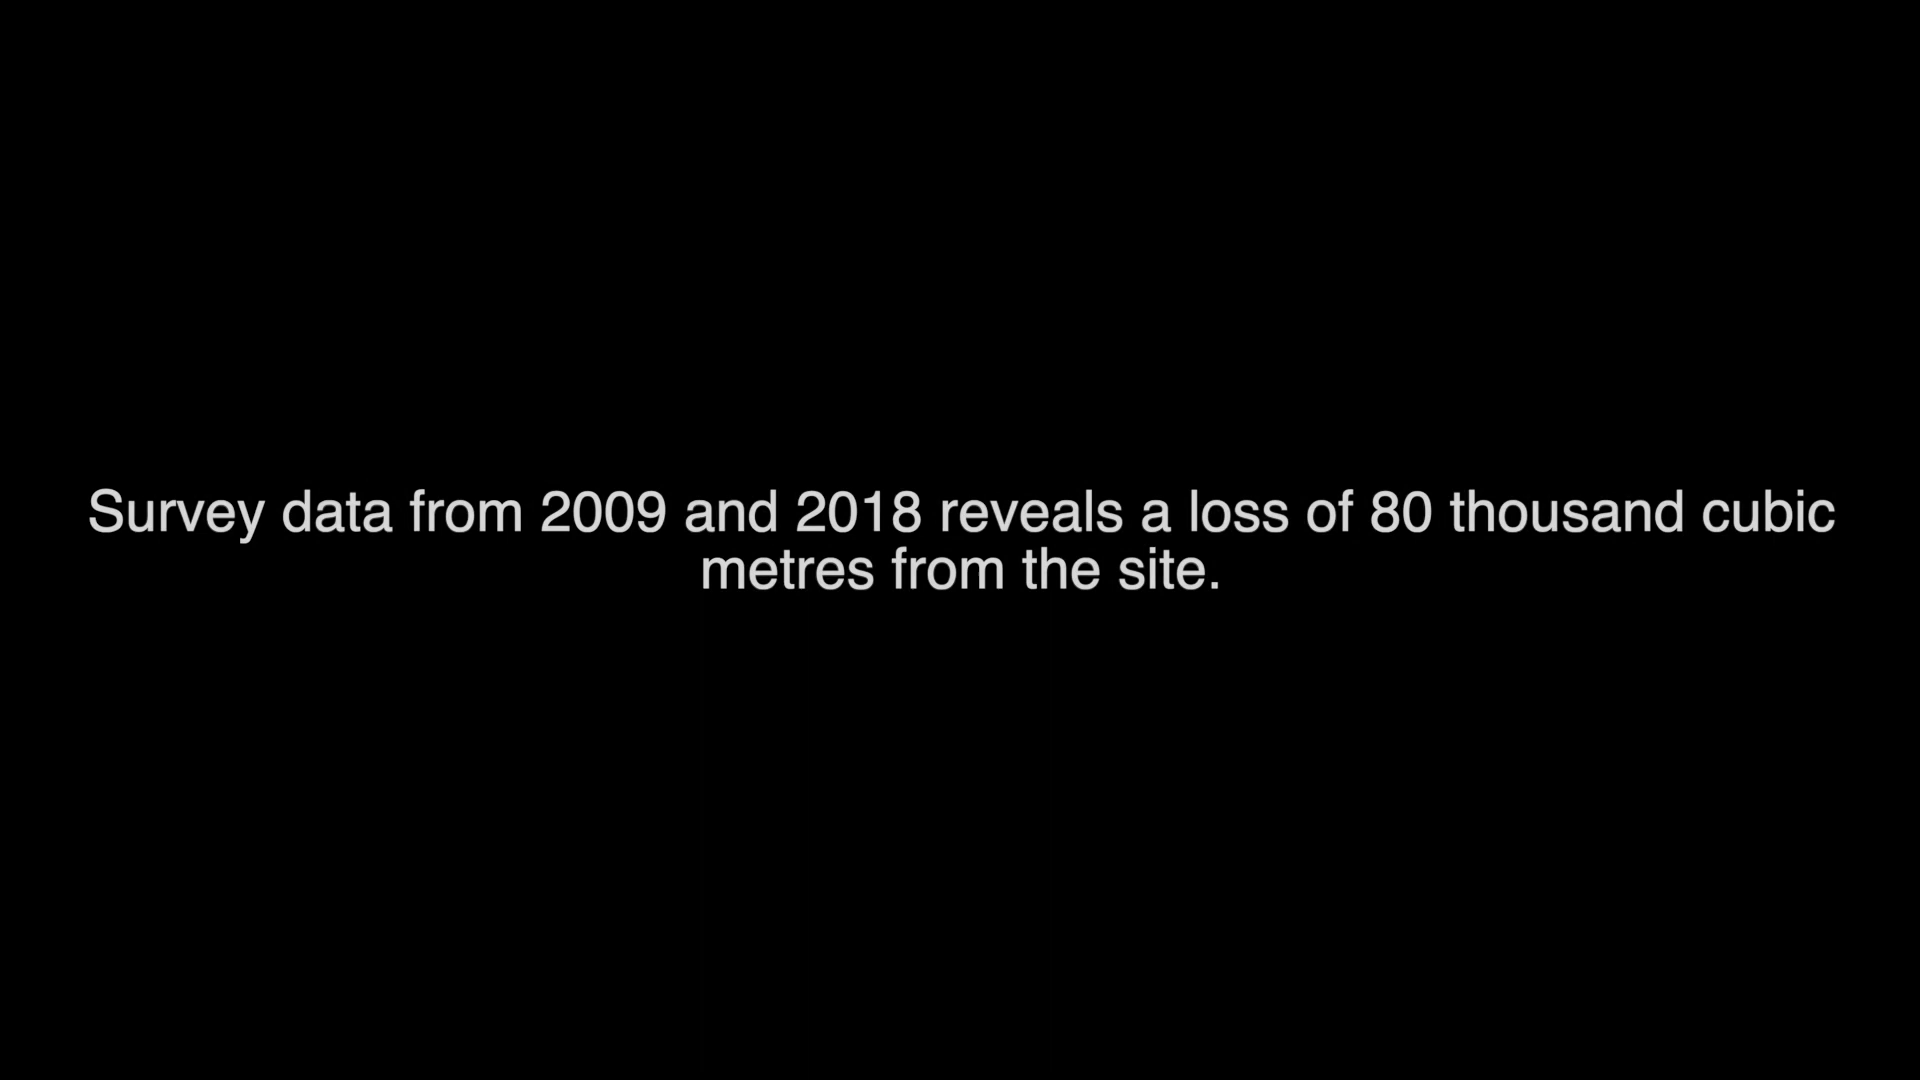 Survey data from 2009 and 2018 reveals a loss of 80 thousand cubic
metres from the site.